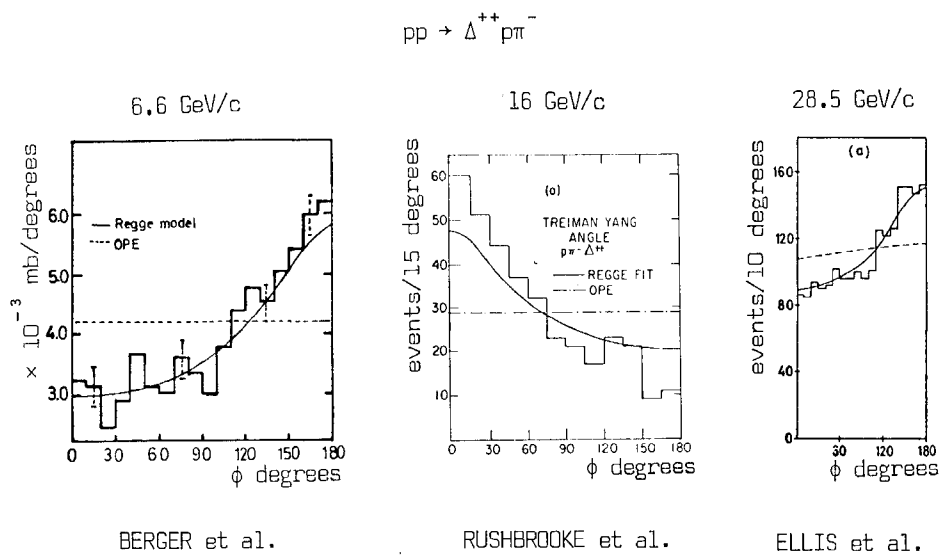 pp → Δ⁺⁺pπ⁻
6.6 GeV/c
16 GeV/c
28.5 GeV/c
× 10⁻³ mb/degrees
6.0
5.0
4.0
3.0
Regge model
OPE
0 30 60 90 120 150 180
φ degrees
events/15 degrees
60
50
40
30
20
10
(a)
TREIMAN YANG
ANGLE
pπ⁻Δ⁺⁺
REGGE FIT
OPE
0 30 60 90 120 150 180
φ degrees
events/10 degrees
160
120
80
40
0
(a)
30 120 180
φ degrees
BERGER et al.
RUSHBROOKE et al.
ELLIS et al.